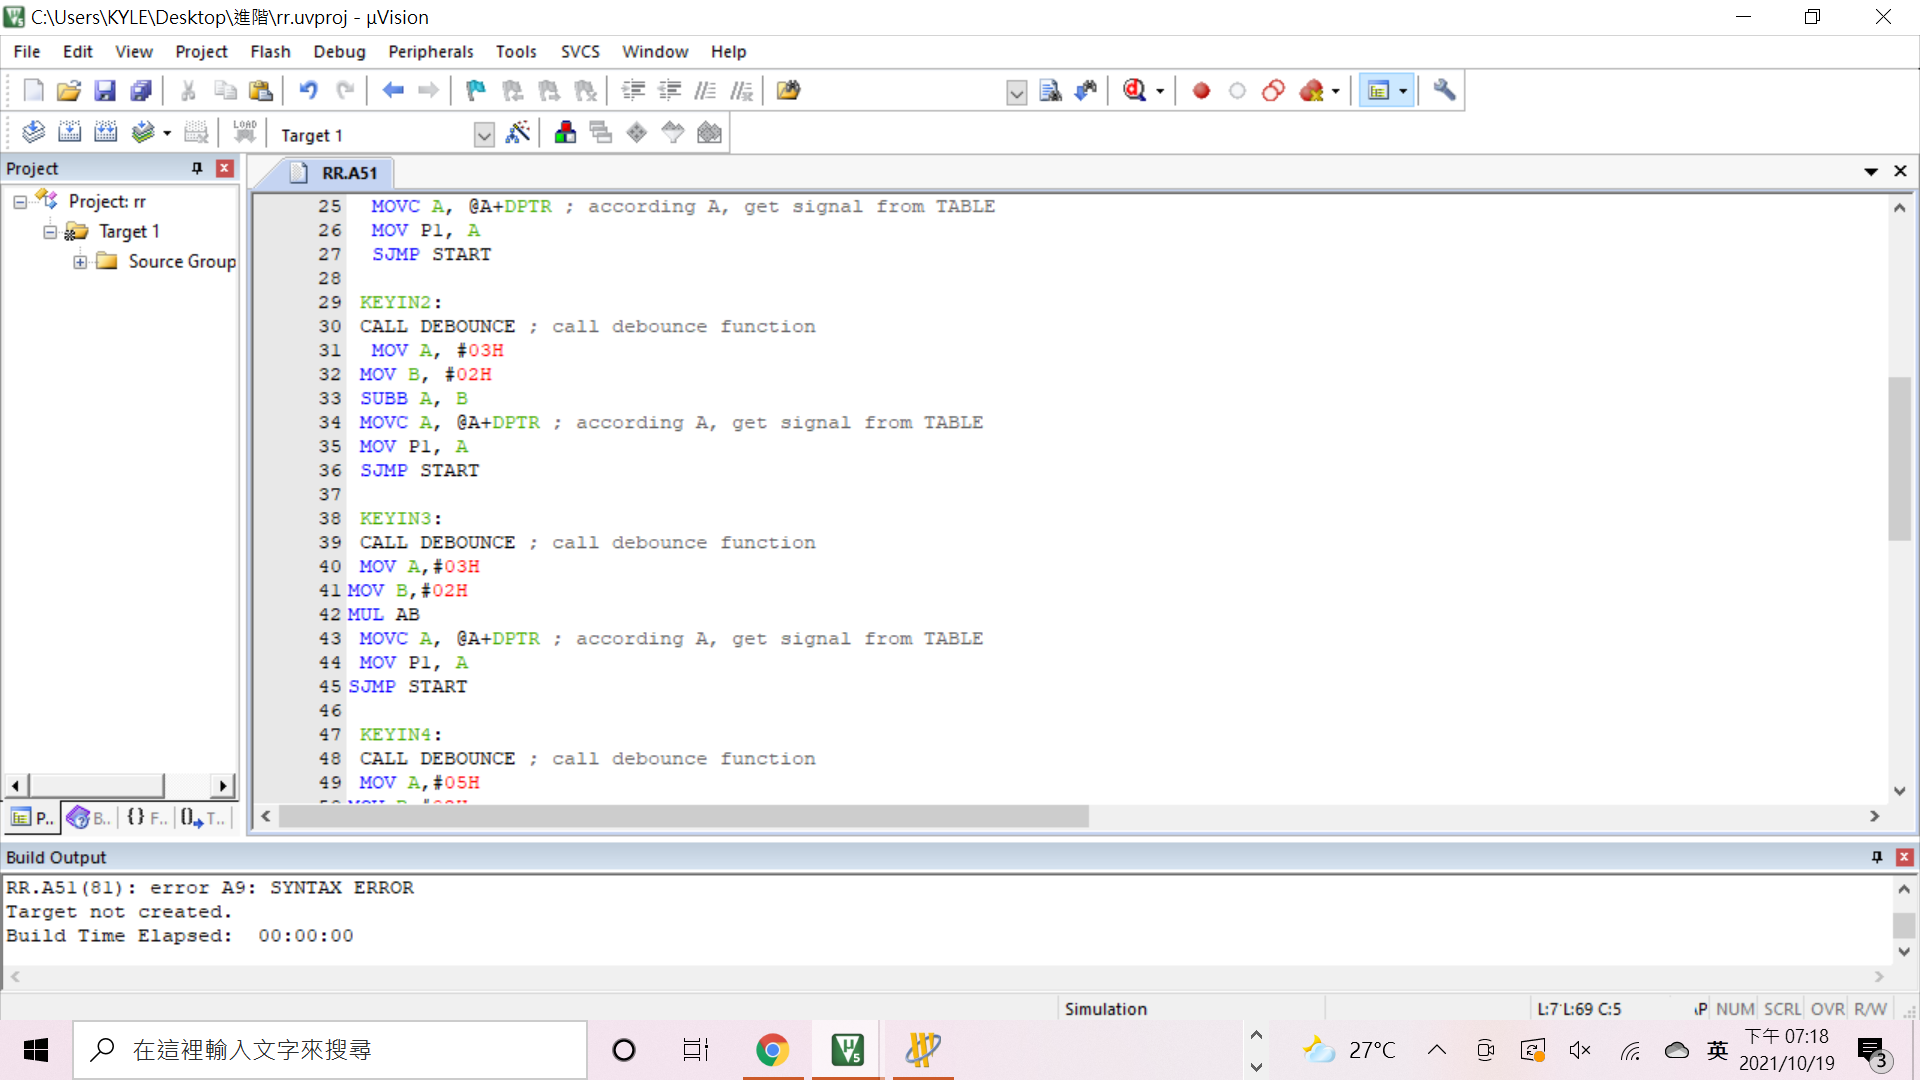 C:\Users\KYLE\Desktop\進階\rr.uvproj - µVision
File Edit View Project Flash Debug Peripherals Tools SVCS Window Help
LOAD
Target 1
Project
RR.A51
Project: rr
Target 1
Source Group
25 MOVC A, @A+DPTR ; according A, get signal from TABLE
26 MOV P1, A
27 SJMP START
28
29 KEYIN2:
30 CALL DEBOUNCE ; call debounce function
31 MOV A, #03H
32 MOV B, #02H
33 SUBB A, B
34 MOVC A, @A+DPTR ; according A, get signal from TABLE
35 MOV P1, A
36 SJMP START
37
38 KEYIN3:
39 CALL DEBOUNCE ; call debounce function
40 MOV A,#03H
41 MOV B,#02H
42 MUL AB
43 MOVC A, @A+DPTR ; according A, get signal from TABLE
44 MOV P1, A
45 SJMP START
46
47 KEYIN4:
48 CALL DEBOUNCE ; call debounce function
49 MOV A,#05H
P.. B.. {} F.. T..
Build Output
RR.A51(81): error A9: SYNTAX ERROR
Target not created.
Build Time Elapsed: 00:00:00
Simulation
L:69 C:5
NUM SCRL OVR R/W
在這裡輸入文字來搜尋
27°C
英
下午 07:18
2021/10/19
3